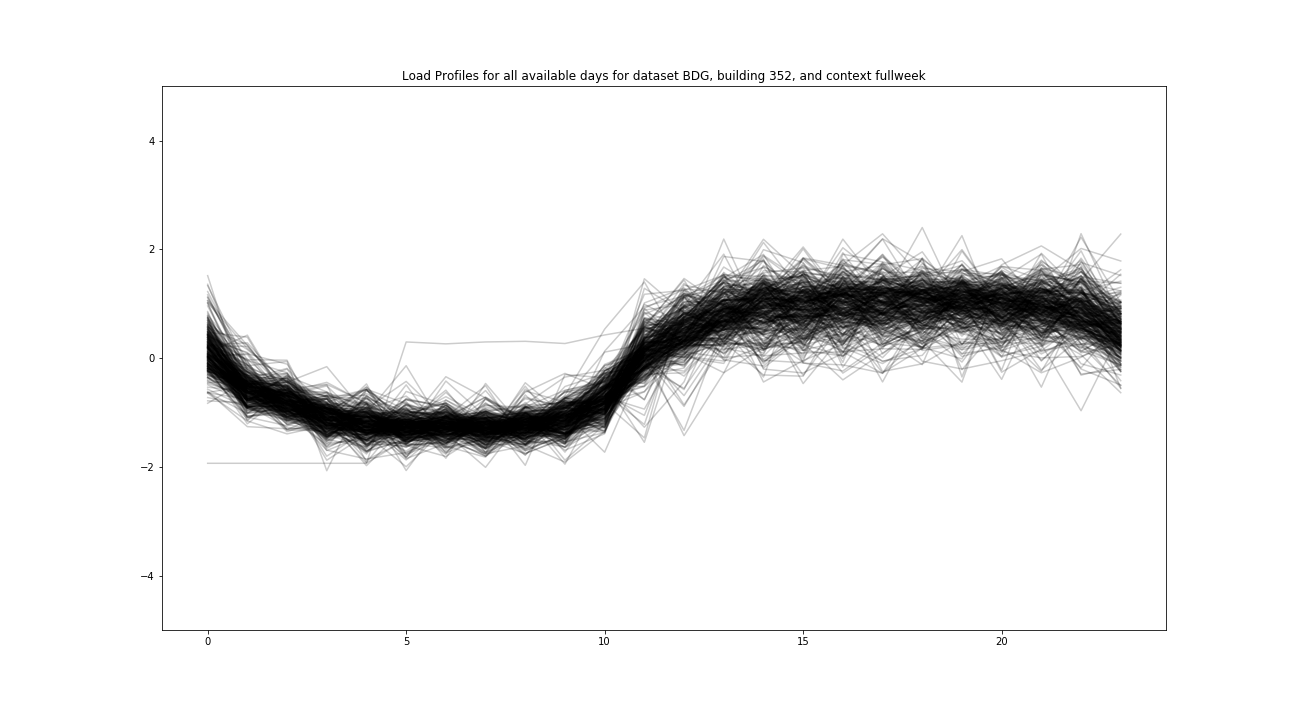 Load Profiles for all available days for dataset BDG, building 352, and context fullweek
4
2
0
−2
−4
0 5 10 15 20